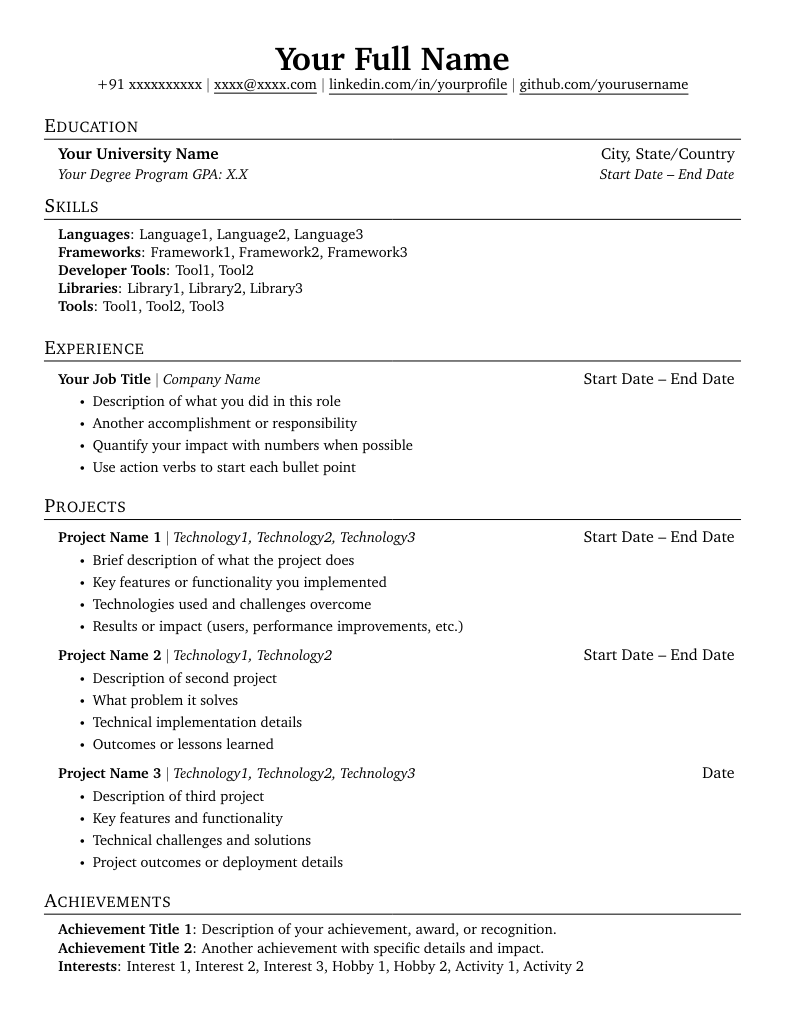 Your Full Name
+91 xxxxxxxxxx | xxxx@xxxx.com | linkedin.com/in/yourprofile | github.com/yourusername
Education
Your University Name City, State/Country
Your Degree Program GPA: X.X Start Date – End Date
Skills
Languages: Language1, Language2, Language3
Frameworks: Framework1, Framework2, Framework3
Developer Tools: Tool1, Tool2
Libraries: Library1, Library2, Library3
Tools: Tool1, Tool2, Tool3
Experience
Your Job Title | Company Name Start Date – End Date
• Description of what you did in this role
• Another accomplishment or responsibility
• Quantify your impact with numbers when possible
• Use action verbs to start each bullet point
Projects
Project Name 1 | Technology1, Technology2, Technology3 Start Date – End Date
• Brief description of what the project does
• Key features or functionality you implemented
• Technologies used and challenges overcome
• Results or impact (users, performance improvements, etc.)
Project Name 2 | Technology1, Technology2 Start Date – End Date
• Description of second project
• What problem it solves
• Technical implementation details
• Outcomes or lessons learned
Project Name 3 | Technology1, Technology2, Technology3 Date
• Description of third project
• Key features and functionality
• Technical challenges and solutions
• Project outcomes or deployment details
Achievements
Achievement Title 1: Description of your achievement, award, or recognition.
Achievement Title 2: Another achievement with specific details and impact.
Interests: Interest 1, Interest 2, Interest 3, Hobby 1, Hobby 2, Activity 1, Activity 2